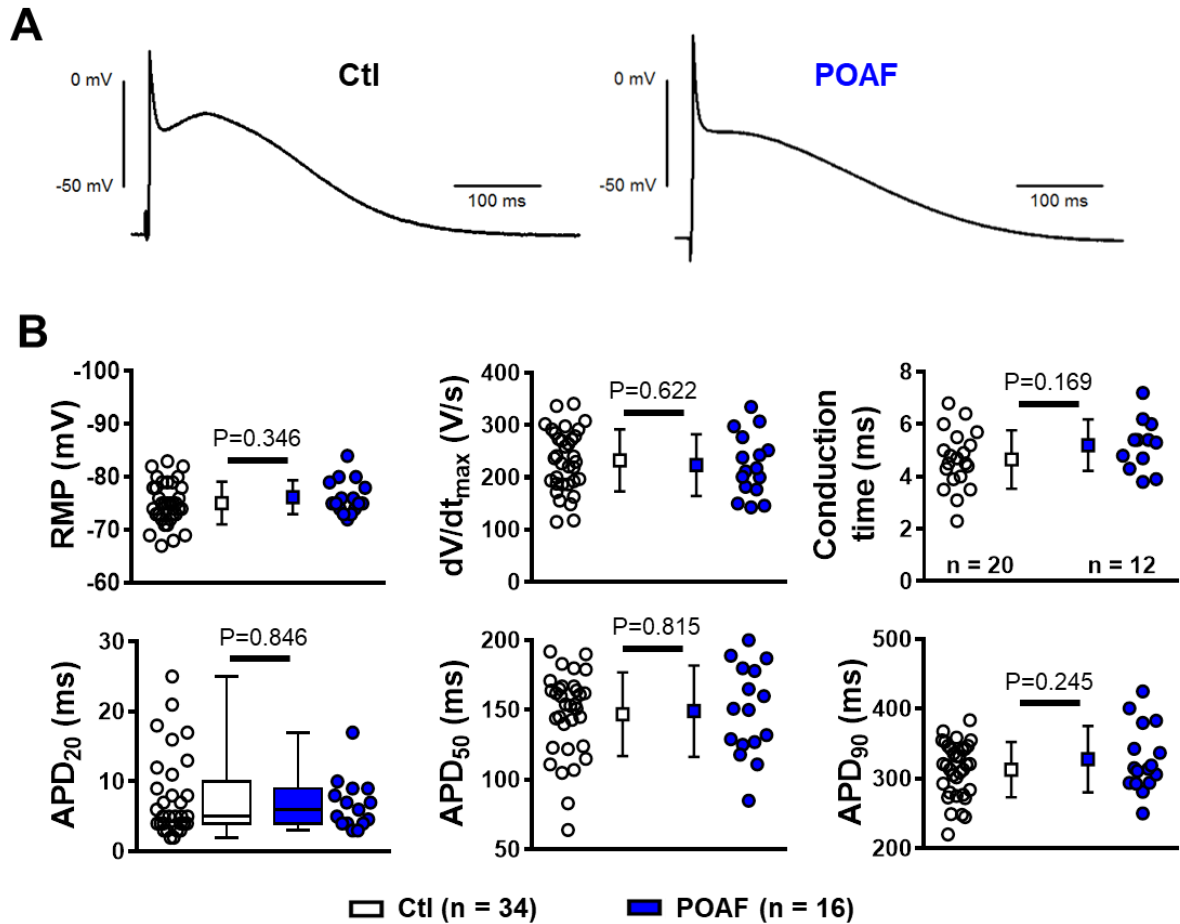 A
Ctl
POAF
0 mV
-50 mV
100 ms
0 mV
-50 mV
100 ms
B
RMP (mV)
-100
-90
-80
-70
-60
P=0.346
dV/dtmax (V/s)
400
300
200
100
0
P=0.622
Conduction
time (ms)
8
6
4
2
0
P=0.169
n = 20
n = 12
APD20 (ms)
30
20
10
0
P=0.846
APD50 (ms)
200
150
100
50
P=0.815
APD90 (ms)
500
400
300
200
P=0.245
Ctl (n = 34)
POAF (n = 16)